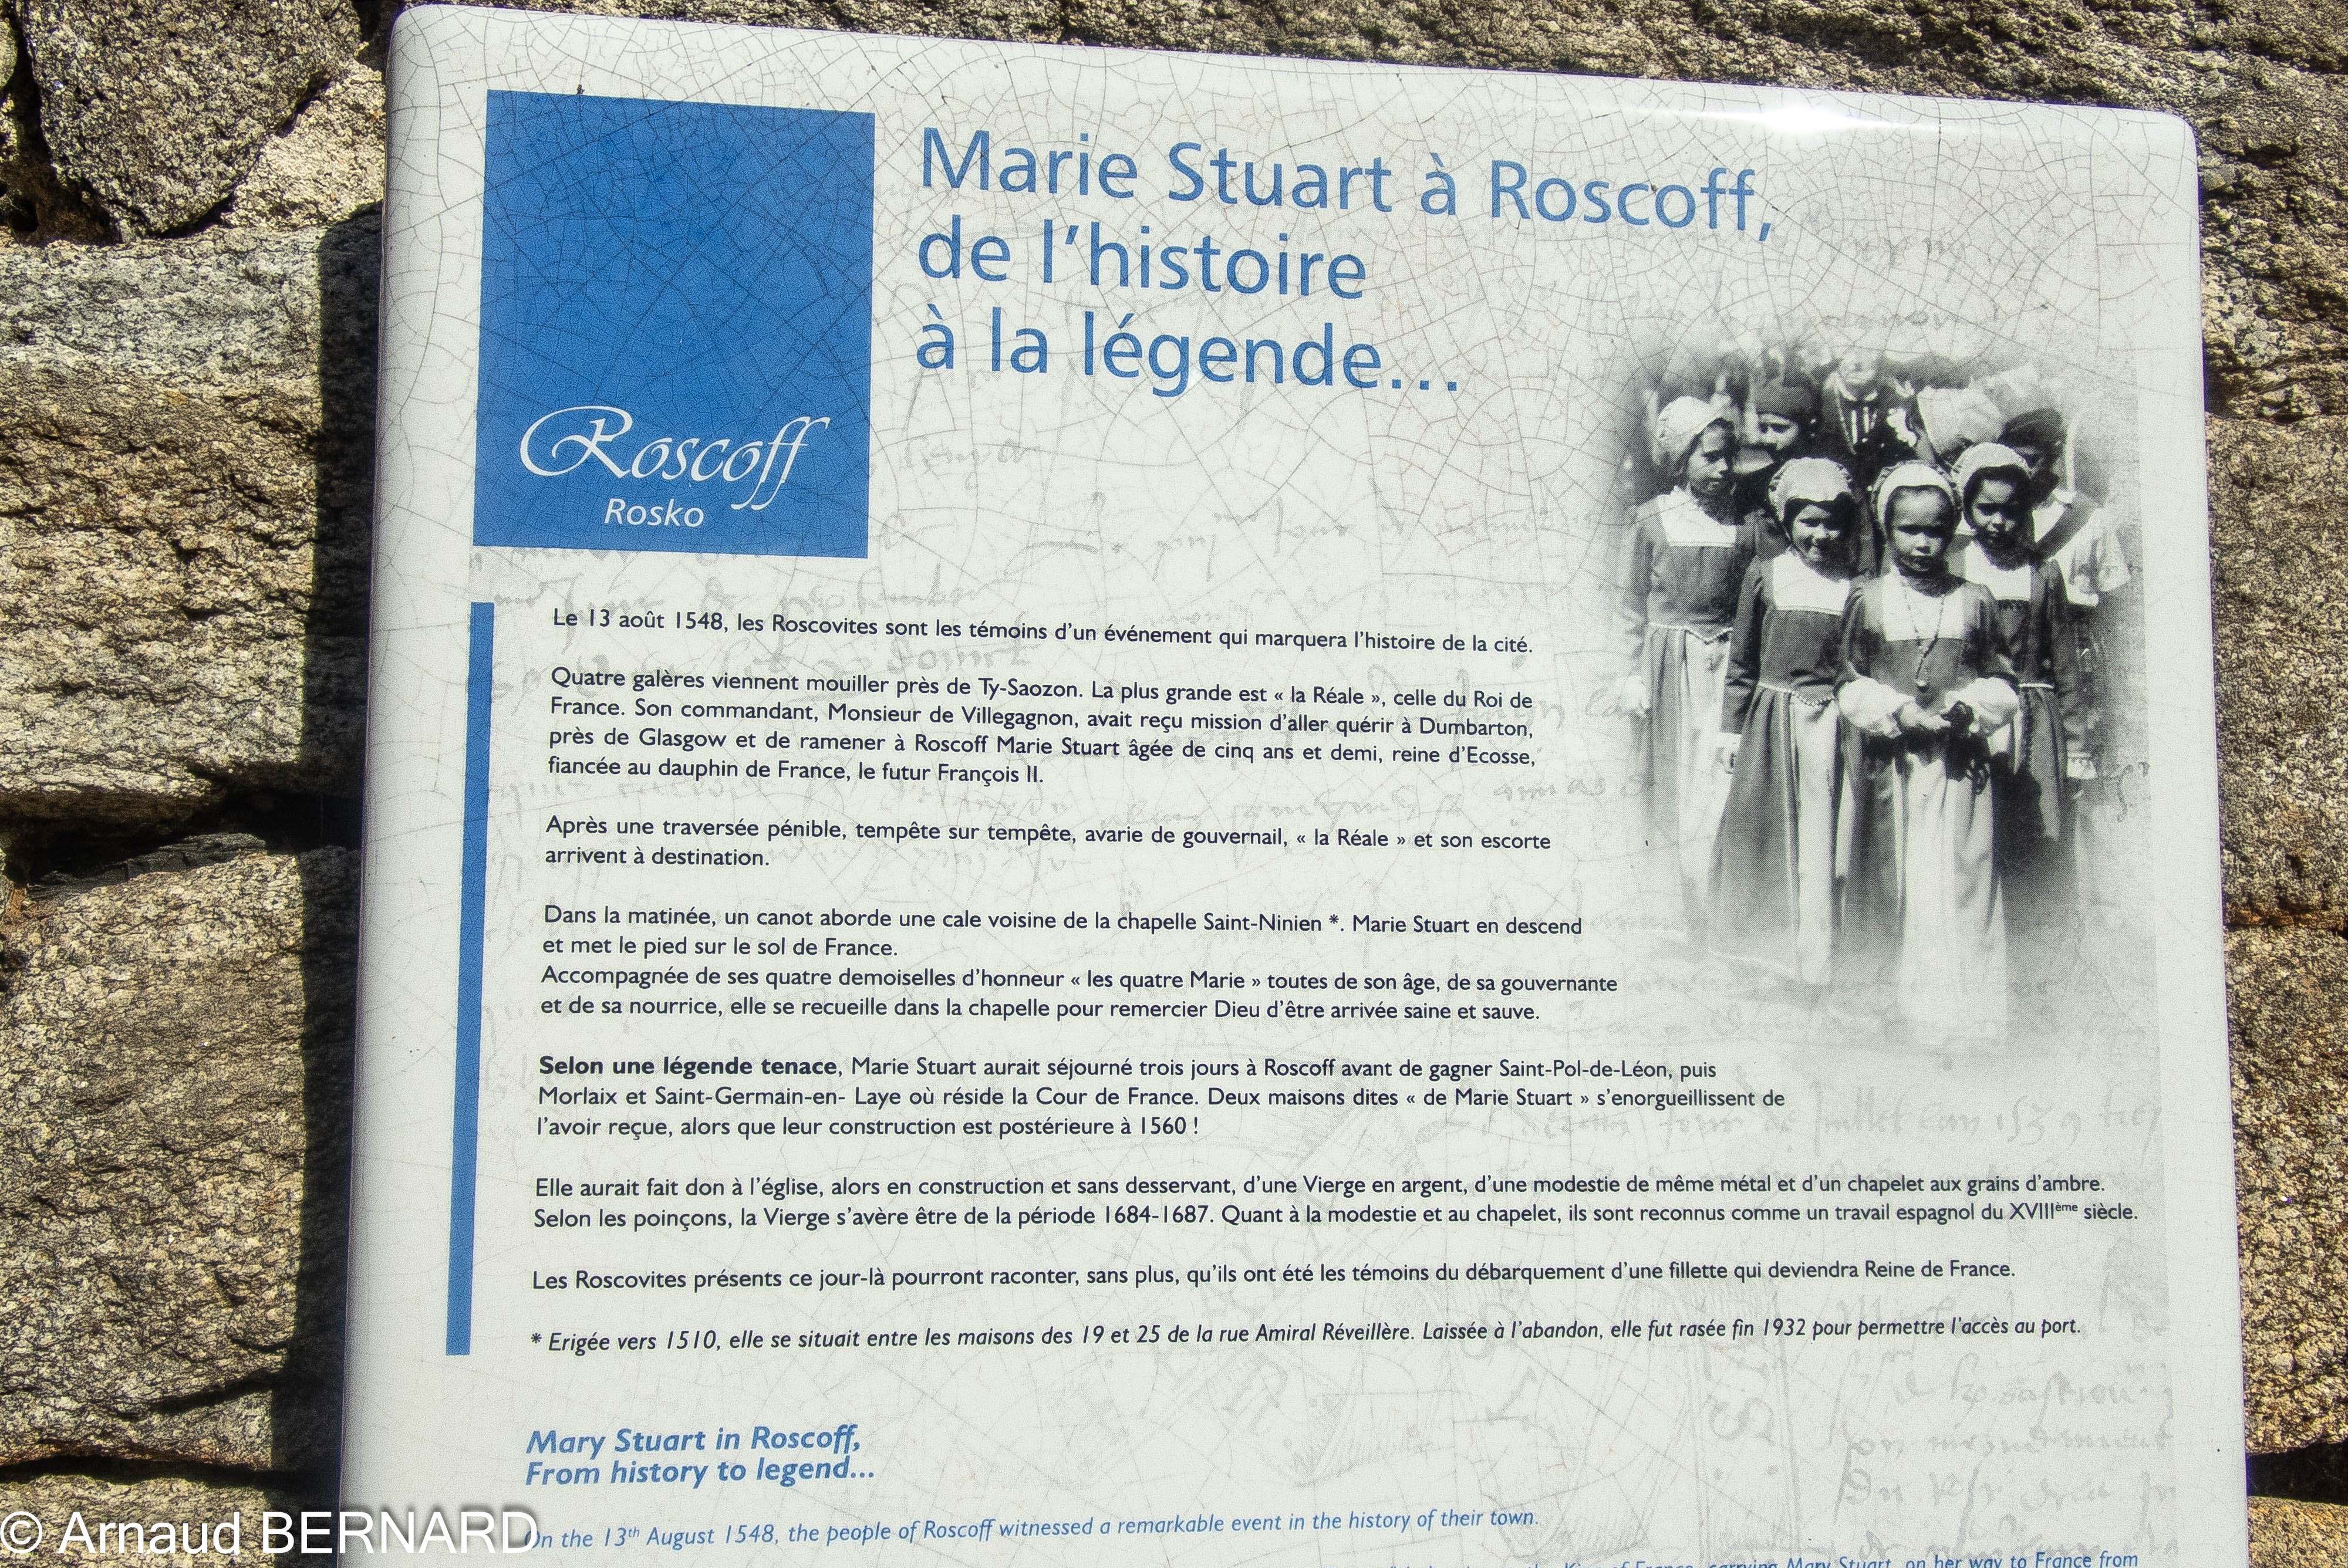 Marie Stuart à Roscoff,
de l'histoire
à la légende...
Roscoff
Rosko
Le 13 août 1548, les Roscovites sont les témoins d'un événement qui marquera l'histoire de la cité.
Quatre galères viennent mouiller près de Ty-Saozon. La plus grande est « la Réale », celle du Roi de
France. Son commandant, Monsieur de Villegagnon, avait reçu mission d'aller quérir à Dumbarton,
près de Glasgow et de ramener à Roscoff Marie Stuart âgée de cinq ans et demi, reine d'Ecosse,
fiancée au dauphin de France, le futur François II.
Après une traversée pénible, tempête sur tempête, avarie de gouvernail, « la Réale » et son escorte
arrivent à destination.
Dans la matinée, un canot aborde une cale voisine de la chapelle Saint-Ninien *. Marie Stuart en descend
et met le pied sur le sol de France.
Accompagnée de ses quatre demoiselles d'honneur « les quatre Marie » toutes de son âge, de sa gouvernante
et de sa nourrice, elle se recueille dans la chapelle pour remercier Dieu d'être arrivée saine et sauve.
Selon une légende tenace, Marie Stuart aurait séjourné trois jours à Roscoff avant de gagner Saint-Pol-de-Léon, puis
Morlaix et Saint-Germain-en- Laye où réside la Cour de France. Deux maisons dites « de Marie Stuart » s'enorgueillissent de
l'avoir reçue, alors que leur construction est postérieure à 1560 !
Elle aurait fait don à l'église, alors en construction et sans desservant, d'une Vierge en argent, d'une modestie de même métal et d'un chapelet aux grains d'ambre.
Selon les poinçons, la Vierge s'avère être de la période 1684-1687. Quant à la modestie et au chapelet, ils sont reconnus comme un travail espagnol du XVIIIème siècle.
Les Roscovites présents ce jour-là pourront raconter, sans plus, qu'ils ont été les témoins du débarquement d'une fillette qui deviendra Reine de France.
* Erigée vers 1510, elle se situait entre les maisons des 19 et 25 de la rue Amiral Réveillère. Laissée à l'abandon, elle fut rasée fin 1932 pour permettre l'accès au port.
Mary Stuart in Roscoff,
From history to legend...
On the 13th August 1548, the people of Roscoff witnessed a remarkable event in the history of their town.
King of France, carrying Mary Stuart, on her way to France from
© Arnaud BERNARD